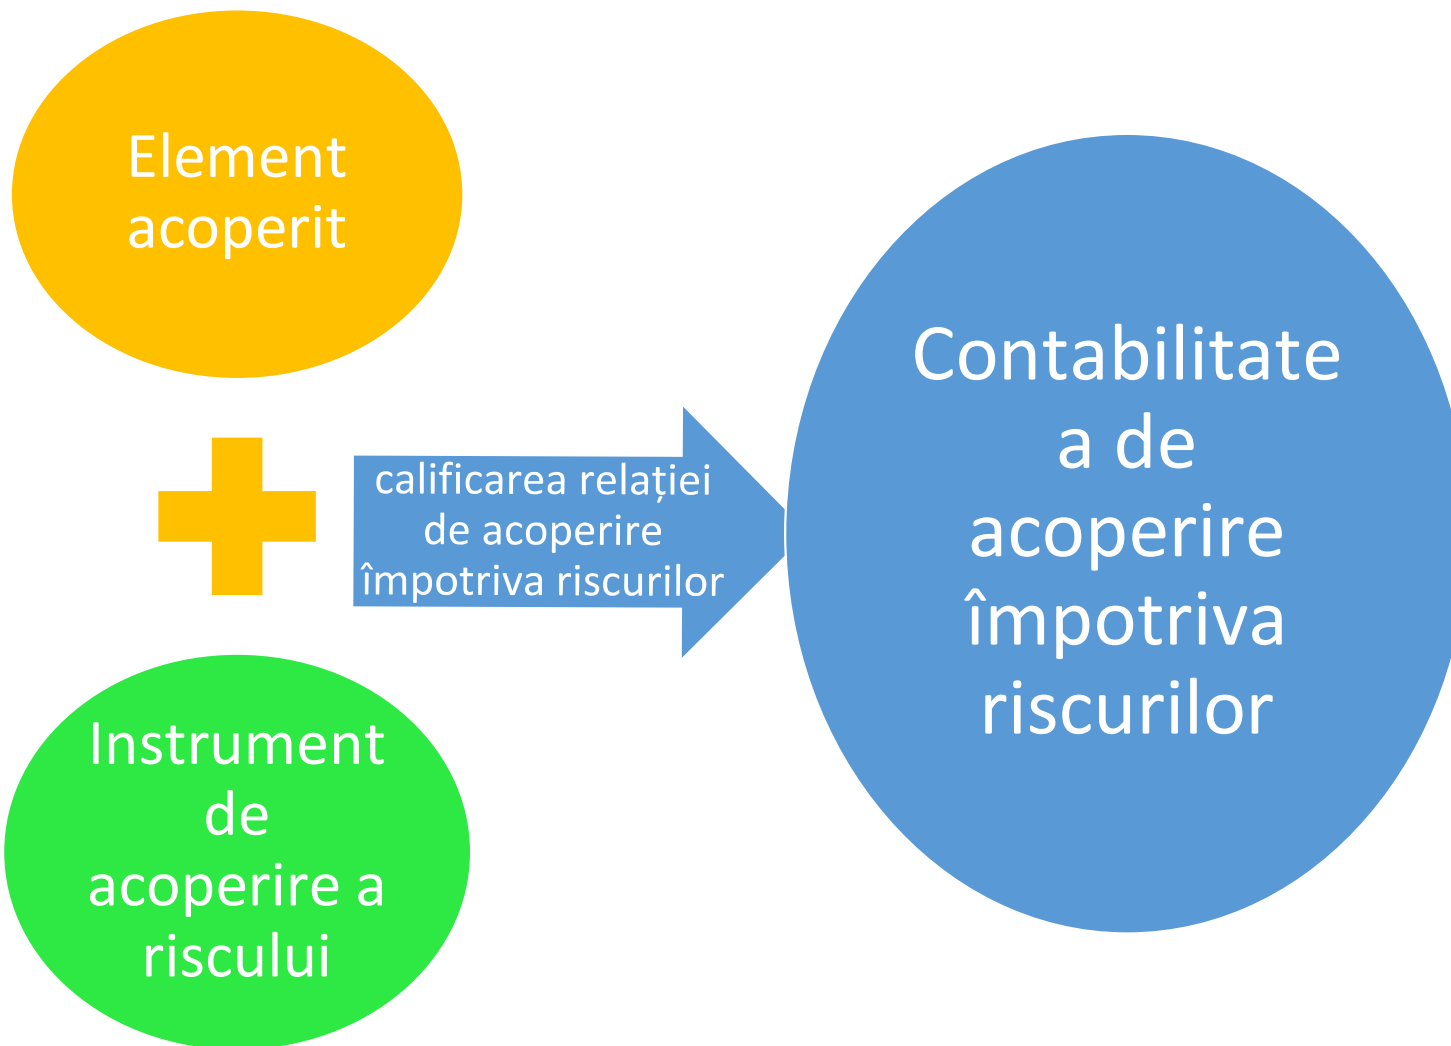 Element
acoperit
calificarea relației
de acoperire
împotriva riscurilor
Instrument
de
acoperire a
riscului
Contabilitate
a de
acoperire
împotriva
riscurilor